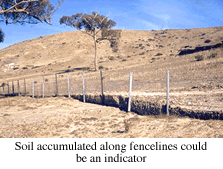 Soil accumulated along fencelines could
be an indicator